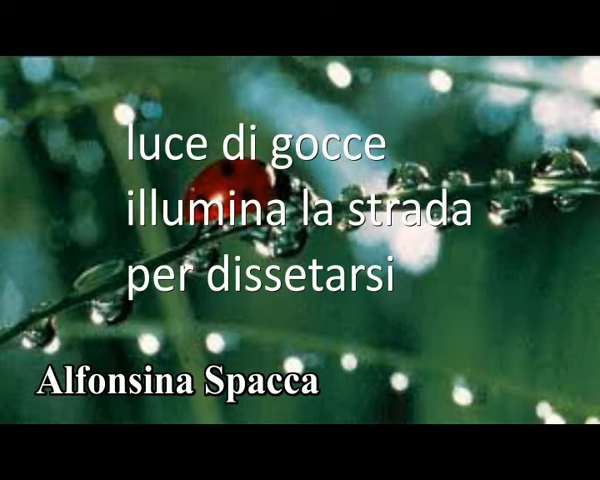 luce di gocce
illumina la strada
per dissetarsi
Alfonsina Spacca